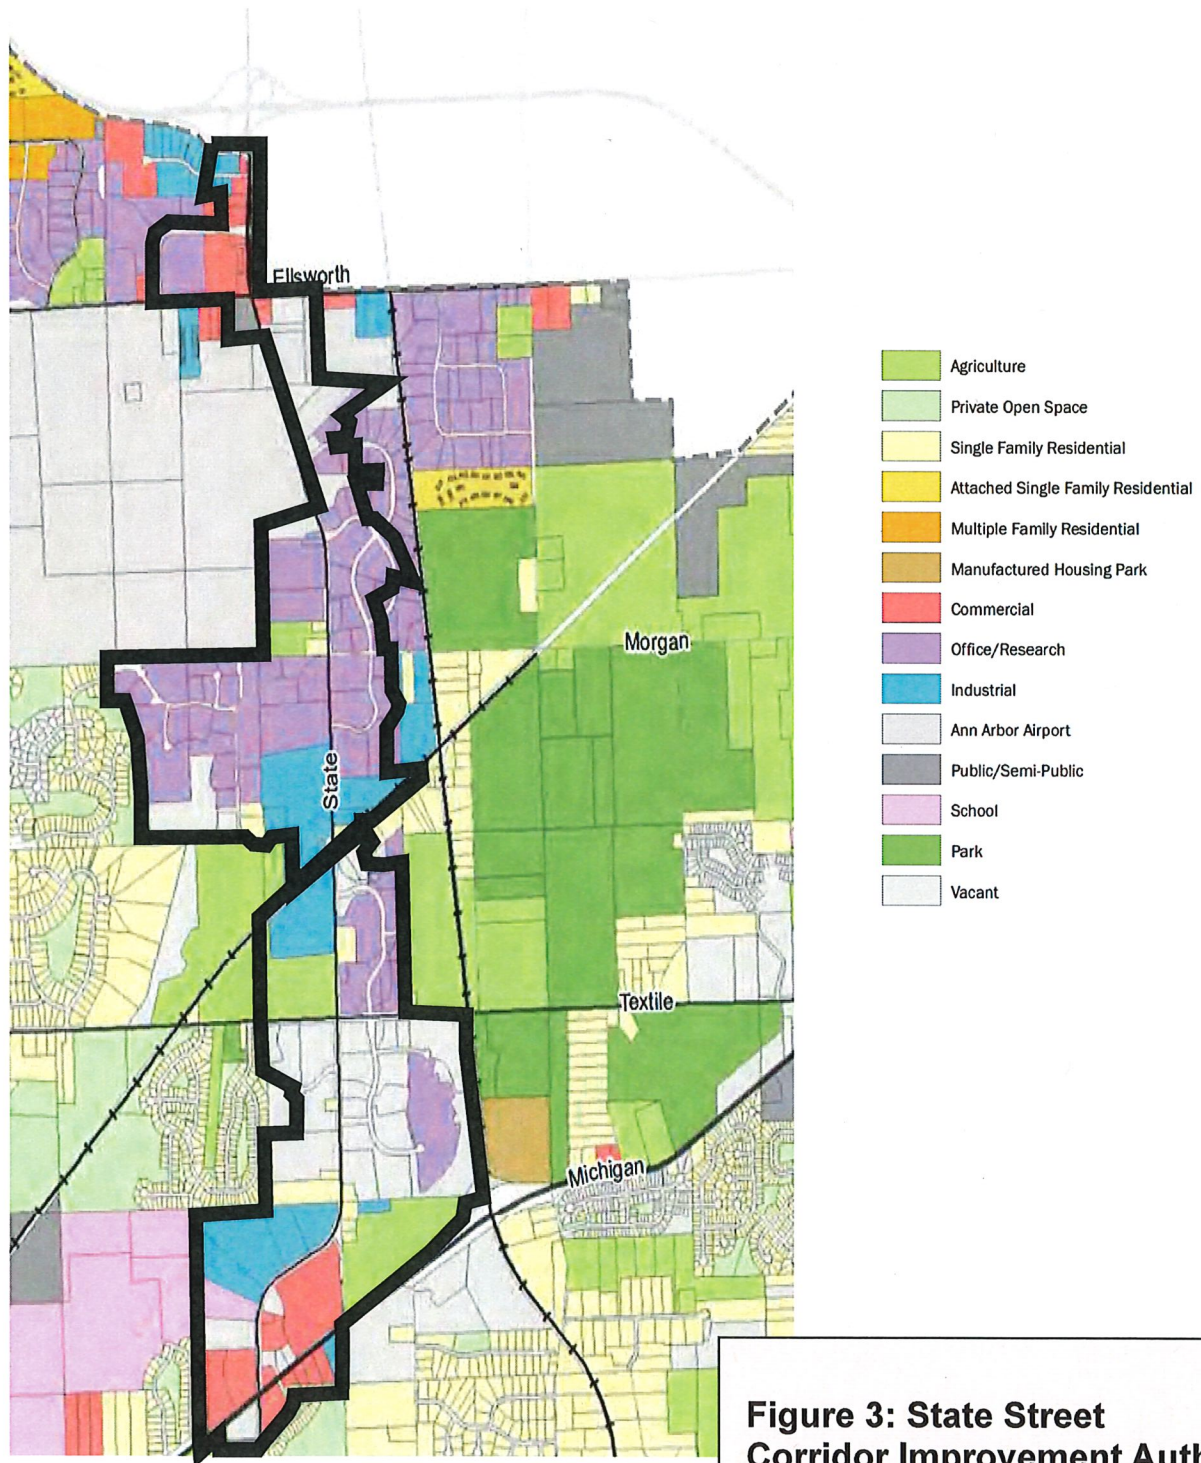 Ellsworth
Morgan
State
Textile
Michigan
Agriculture
Private Open Space
Single Family Residential
Attached Single Family Residential
Multiple Family Residential
Manufactured Housing Park
Commercial
Office/Research
Industrial
Ann Arbor Airport
Public/Semi-Public
School
Park
Vacant
Figure 3: State Street
Corridor Improvement Auth